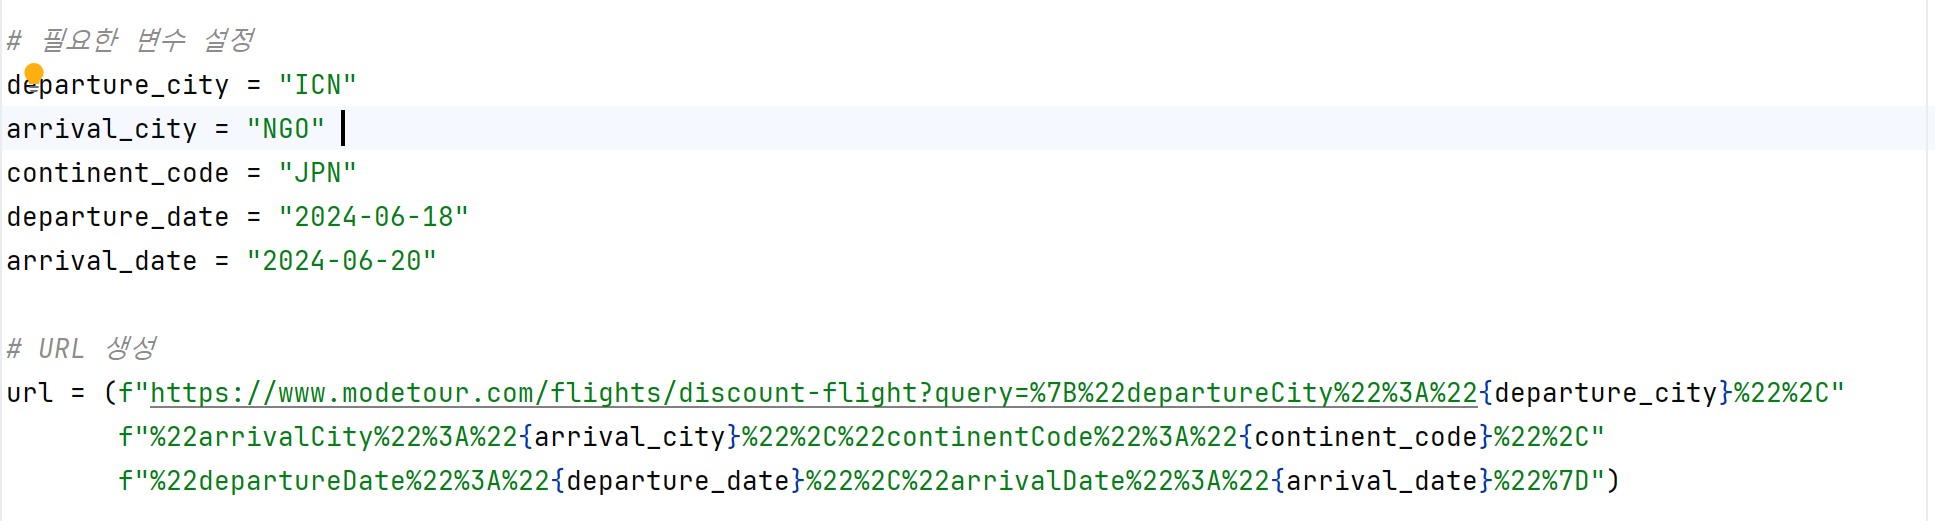 # 필요한 변수 설정
departure_city = "ICN"
arrival_city = "NGO"
continent_code = "JPN"
departure_date = "2024-06-18"
arrival_date = "2024-06-20"
# URL 생성
url = (f"https://www.modetour.com/flights/discount-flight?query=%7B%22departureCity%22%3A%22{departure_city}%22%2C"
f"%22arrivalCity%22%3A%22{arrival_city}%22%2C%22continentCode%22%3A%22{continent_code}%22%2C"
f"%22departureDate%22%3A%22{departure_date}%22%2C%22arrivalDate%22%3A%22{arrival_date}%22%7D")